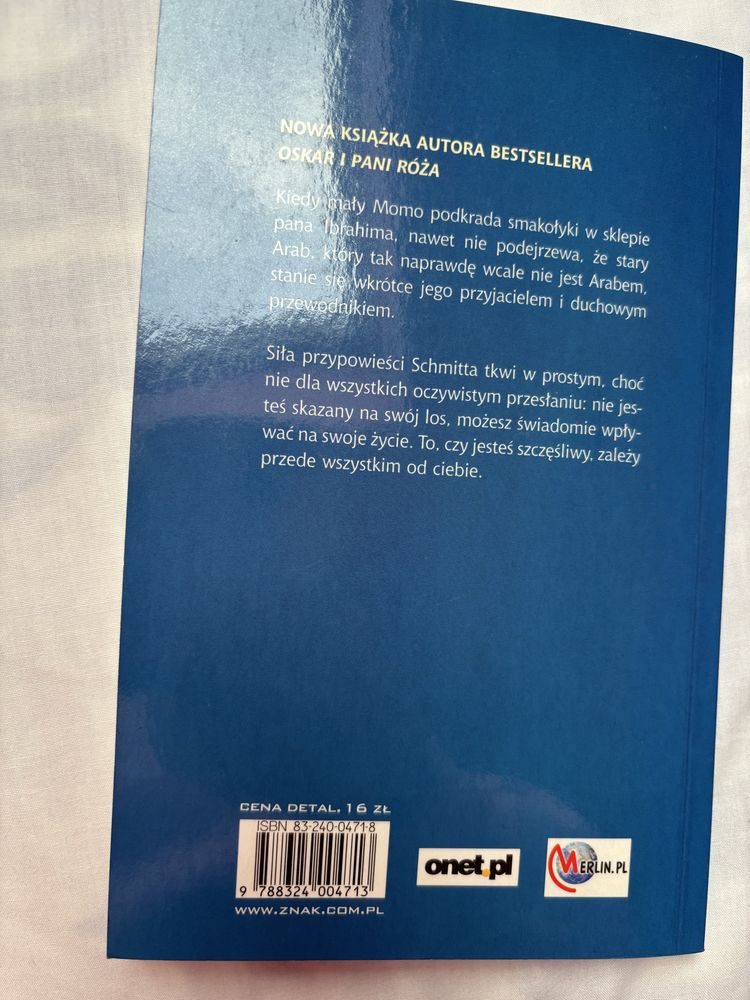 NOWA KSIĄŻKA AUTORA BESTSELLERA
OSKAR I PANI RÓŻA
Kiedy mały Momo podkrada smakołyki w sklepie
pana Ibrahima, nawet nie podejrzewa, że stary
Arab, który tak naprawdę wcale nie jest Arabem,
stanie się wkrótce jego przyjacielem i duchowym
przewodnikiem.
Siła przypowieści Schmitta tkwi w prostym, choć
nie dla wszystkich oczywistym przesłaniu: nie jes-
teś skazany na swój los, możesz świadomie wpły-
wać na swoje życie. To, czy jesteś szczęśliwy, zależy
przede wszystkim od ciebie.
CENA DETAL. 16 ZŁ
ISBN 83-240-0471-8
9 788324 004713
WWW.ZNAK.COM.PL
onet.pl
MERLIN.PL